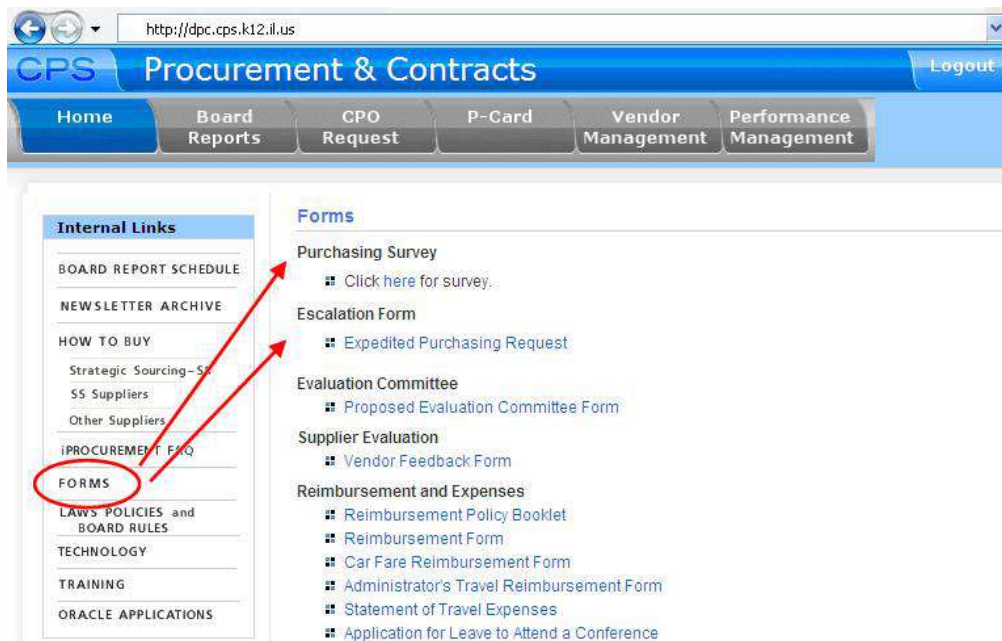 http://dpc.cps.k12.il.us
CPS Procurement & Contracts
Logout
Home
Board Reports
CPO Request
P-Card
Vendor Management
Performance Management
Internal Links
BOARD REPORT SCHEDULE
NEWSLETTER ARCHIVE
HOW TO BUY
Strategic Sourcing-SS
SS Suppliers
Other Suppliers
iPROCUREMENT FAQ
FORMS
LAWS POLICIES and
BOARD RULES
TECHNOLOGY
TRAINING
ORACLE APPLICATIONS
Forms
Purchasing Survey
Click here for survey.
Escalation Form
Expedited Purchasing Request
Evaluation Committee
Proposed Evaluation Committee Form
Supplier Evaluation
Vendor Feedback Form
Reimbursement and Expenses
Reimbursement Policy Booklet
Reimbursement Form
Car Fare Reimbursement Form
Administrator's Travel Reimbursement Form
Statement of Travel Expenses
Application for Leave to Attend a Conference